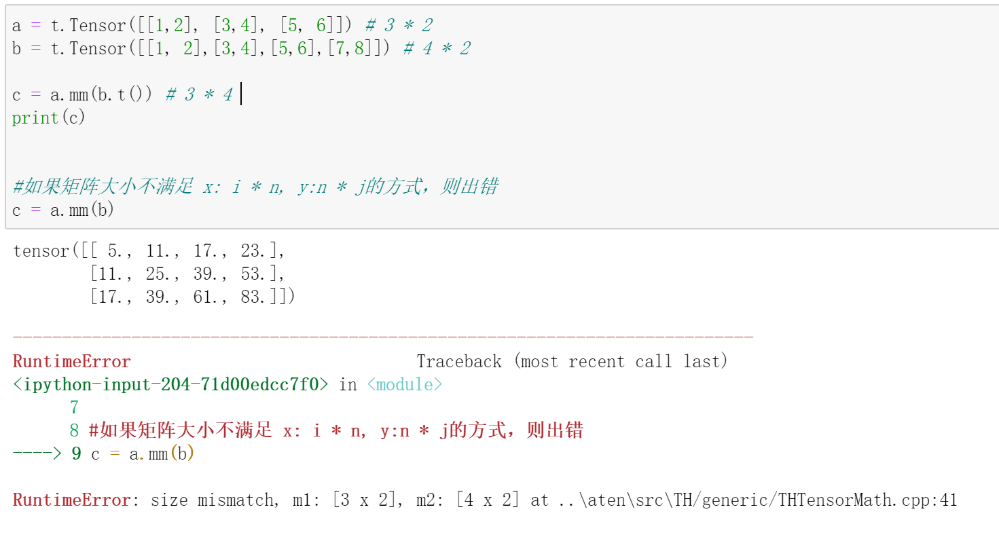 a = t.Tensor([[1,2], [3,4], [5, 6]]) # 3 * 2
b = t.Tensor([[1, 2],[3,4],[5,6],[7,8]]) # 4 * 2
c = a.mm(b.t()) # 3 * 4
print(c)
#如果矩阵大小不满足 x: i * n, y:n * j的方式，则出错
c = a.mm(b)
tensor([[ 5., 11., 17., 23.],
[11., 25., 39., 53.],
[17., 39., 61., 83.]])
---------------------------------------------------------------------------
RuntimeError Traceback (most recent call last)
<ipython-input-204-71d00edcc7f0> in <module>
7
8 #如果矩阵大小不满足 x: i * n, y:n * j的方式，则出错
----> 9 c = a.mm(b)
RuntimeError: size mismatch, m1: [3 x 2], m2: [4 x 2] at ..\aten\src\TH/generic/THTensorMath.cpp:41